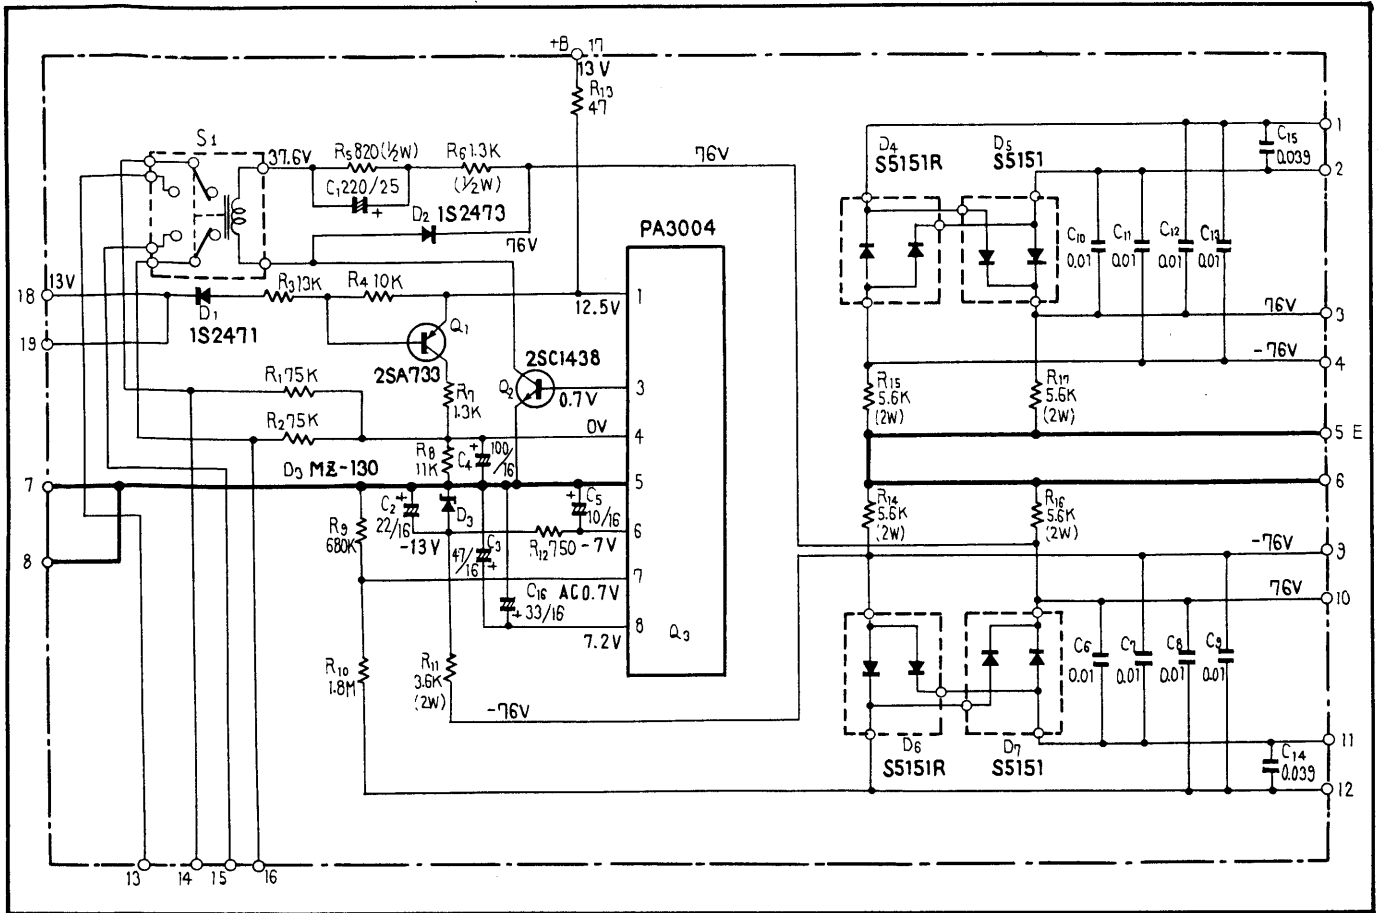 +B 17
13V
R13
47
S1
37.6V
R5 820 (½W)
R6 1.3K
(½W)
C1 220/25
+
D2 1S2473
76V
76V
PA3004
D4
S5151R
D5
S5151
C15
0.039
1
2
C10
0.01
C11
0.01
C12
0.01
C13
0.01
18
13V
19
D1
1S2471
R3 13K
R4 10K
Q1
2SA733
12.5V
1
2SC1438
Q2
0.7V
3
76V
3
-76V
4
R1 75K
R2 75K
R7
1.3K
0V
4
R15
5.6K
(2W)
R17
5.6K
(2W)
5 E
D3 MZ-130
R8
11K
C4
+
100/16
7
5
6
R9
680K
C2
22/16
+
D3
-13V
C3
47/16
+
R12 750
C5
10/16
+
-7V
6
R14
5.6K
(2W)
R16
5.6K
(2W)
8
-76V
9
C16
+33/16
AC0.7V
7
7.2V
8
Q3
76V
10
R10
1.8M
R11
3.6K
(2W)
-76V
C6
0.01
C7
0.01
C8
0.01
C9
0.01
D6
S5151R
D7
S5151
11
C14
0.039
12
13
14
15
16